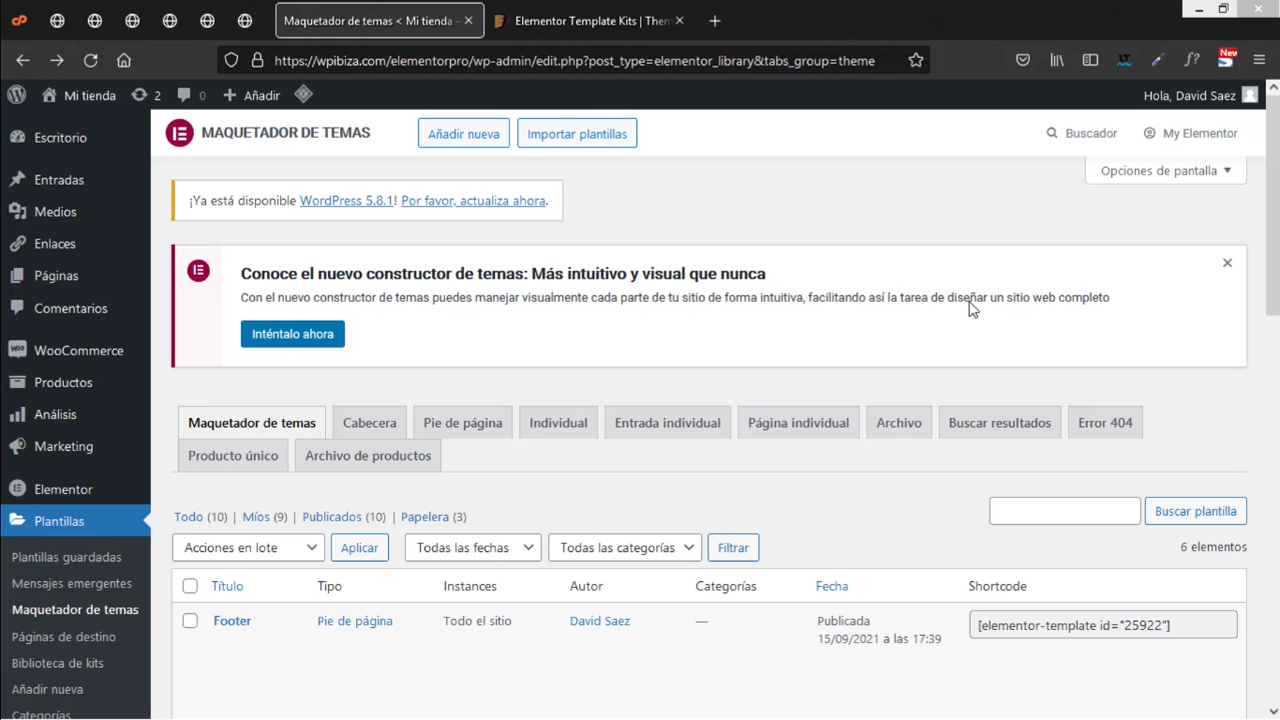 Maquetador de temas < Mi tienda —
Elementor Template Kits | Them
https://wpibiza.com/elementorpro/wp-admin/edit.php?post_type=elementor_library&tabs_group=theme
New
Mi tienda
2
0
Añadir
Hola, David Saez
Escritorio
Entradas
Medios
Enlaces
Páginas
Comentarios
WooCommerce
Productos
Análisis
Marketing
Elementor
Plantillas
Plantillas guardadas
Mensajes emergentes
Maquetador de temas
Páginas de destino
Biblioteca de kits
Añadir nueva
Categorías
MAQUETADOR DE TEMAS
Añadir nueva
Importar plantillas
Buscador
My Elementor
Opciones de pantalla
¡Ya está disponible WordPress 5.8.1! Por favor, actualiza ahora.
Conoce el nuevo constructor de temas: Más intuitivo y visual que nunca
Con el nuevo constructor de temas puedes manejar visualmente cada parte de tu sitio de forma intuitiva, facilitando así la tarea de diseñar un sitio web completo
Inténtalo ahora
Maquetador de temas
Cabecera
Pie de página
Individual
Entrada individual
Página individual
Archivo
Buscar resultados
Error 404
Producto único
Archivo de productos
Todo (10)
Míos (9)
Publicados (10)
Papelera (3)
Buscar plantilla
Acciones en lote
Aplicar
Todas las fechas
Todas las categorías
Filtrar
6 elementos
Título
Tipo
Instances
Autor
Categorías
Fecha
Shortcode
Footer
Pie de página
Todo el sitio
David Saez
—
Publicada
15/09/2021 a las 17:39
[elementor-template id="25922"]